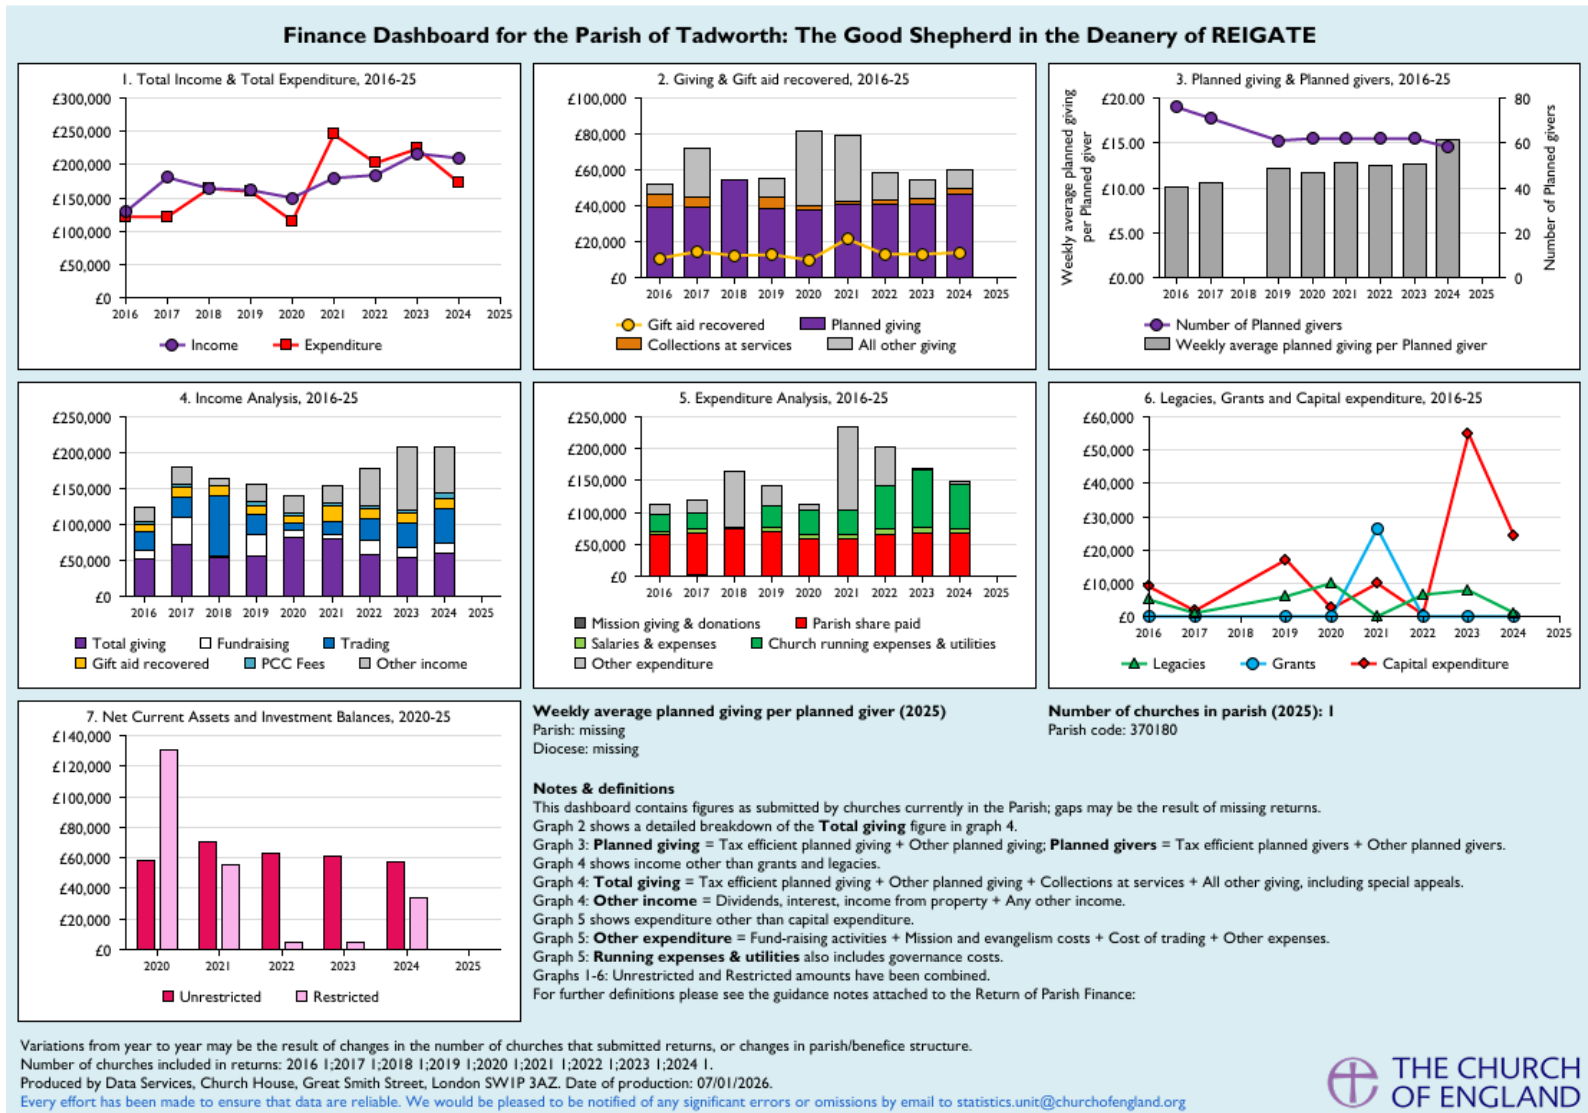 Finance Dashboard for the Parish of Tadworth: The Good Shepherd in the Deanery of REIGATE
1. Total Income & Total Expenditure, 2016-25
£300,000
£250,000
£200,000
£150,000
£100,000
£50,000
£0
2016 2017 2018 2019 2020 2021 2022 2023 2024 2025
Income Expenditure
2. Giving & Gift aid recovered, 2016-25
£100,000
£80,000
£60,000
£40,000
£20,000
£0
2016 2017 2018 2019 2020 2021 2022 2023 2024 2025
Gift aid recovered Planned giving
Collections at services All other giving
3. Planned giving & Planned givers, 2016-25
Weekly average planned giving
per Planned giver
£20.00
£15.00
£10.00
£5.00
£0.00
80
60
40
20
0
Number of Planned givers
2016 2017 2018 2019 2020 2021 2022 2023 2024 2025
Number of Planned givers
Weekly average planned giving per Planned giver
4. Income Analysis, 2016-25
£250,000
£200,000
£150,000
£100,000
£50,000
£0
2016 2017 2018 2019 2020 2021 2022 2023 2024 2025
Total giving Fundraising Trading
Gift aid recovered PCC Fees Other income
5. Expenditure Analysis, 2016-25
£250,000
£200,000
£150,000
£100,000
£50,000
£0
2016 2017 2018 2019 2020 2021 2022 2023 2024 2025
Mission giving & donations Parish share paid
Salaries & expenses Church running expenses & utilities
Other expenditure
6. Legacies, Grants and Capital expenditure, 2016-25
£60,000
£50,000
£40,000
£30,000
£20,000
£10,000
£0
2016 2017 2018 2019 2020 2021 2022 2023 2024 2025
Legacies Grants Capital expenditure
7. Net Current Assets and Investment Balances, 2020-25
£140,000
£120,000
£100,000
£80,000
£60,000
£40,000
£20,000
£0
2020 2021 2022 2023 2024 2025
Unrestricted Restricted
Weekly average planned giving per planned giver (2025)
Parish: missing
Diocese: missing
Number of churches in parish (2025): 1
Parish code: 370180
Notes & definitions
This dashboard contains figures as submitted by churches currently in the Parish; gaps may be the result of missing returns.
Graph 2 shows a detailed breakdown of the Total giving figure in graph 4.
Graph 3: Planned giving = Tax efficient planned giving + Other planned giving; Planned givers = Tax efficient planned givers + Other planned givers.
Graph 4 shows income other than grants and legacies.
Graph 4: Total giving = Tax efficient planned giving + Other planned giving + Collections at services + All other giving, including special appeals.
Graph 4: Other income = Dividends, interest, income from property + Any other income.
Graph 5 shows expenditure other than capital expenditure.
Graph 5: Other expenditure = Fund-raising activities + Mission and evangelism costs + Cost of trading + Other expenses.
Graph 5: Running expenses & utilities also includes governance costs.
Graphs 1-6: Unrestricted and Restricted amounts have been combined.
For further definitions please see the guidance notes attached to the Return of Parish Finance:
Variations from year to year may be the result of changes in the number of churches that submitted returns, or changes in parish/benefice structure.
Number of churches included in returns: 2016 1;2017 1;2018 1;2019 1;2020 1;2021 1;2022 1;2023 1;2024 1.
Produced by Data Services, Church House, Great Smith Street, London SW1P 3AZ. Date of production: 07/01/2026.
Every effort has been made to ensure that data are reliable. We would be pleased to be notified of any significant errors or omissions by email to statistics.unit@churchofengland.org
THE CHURCH
OF ENGLAND